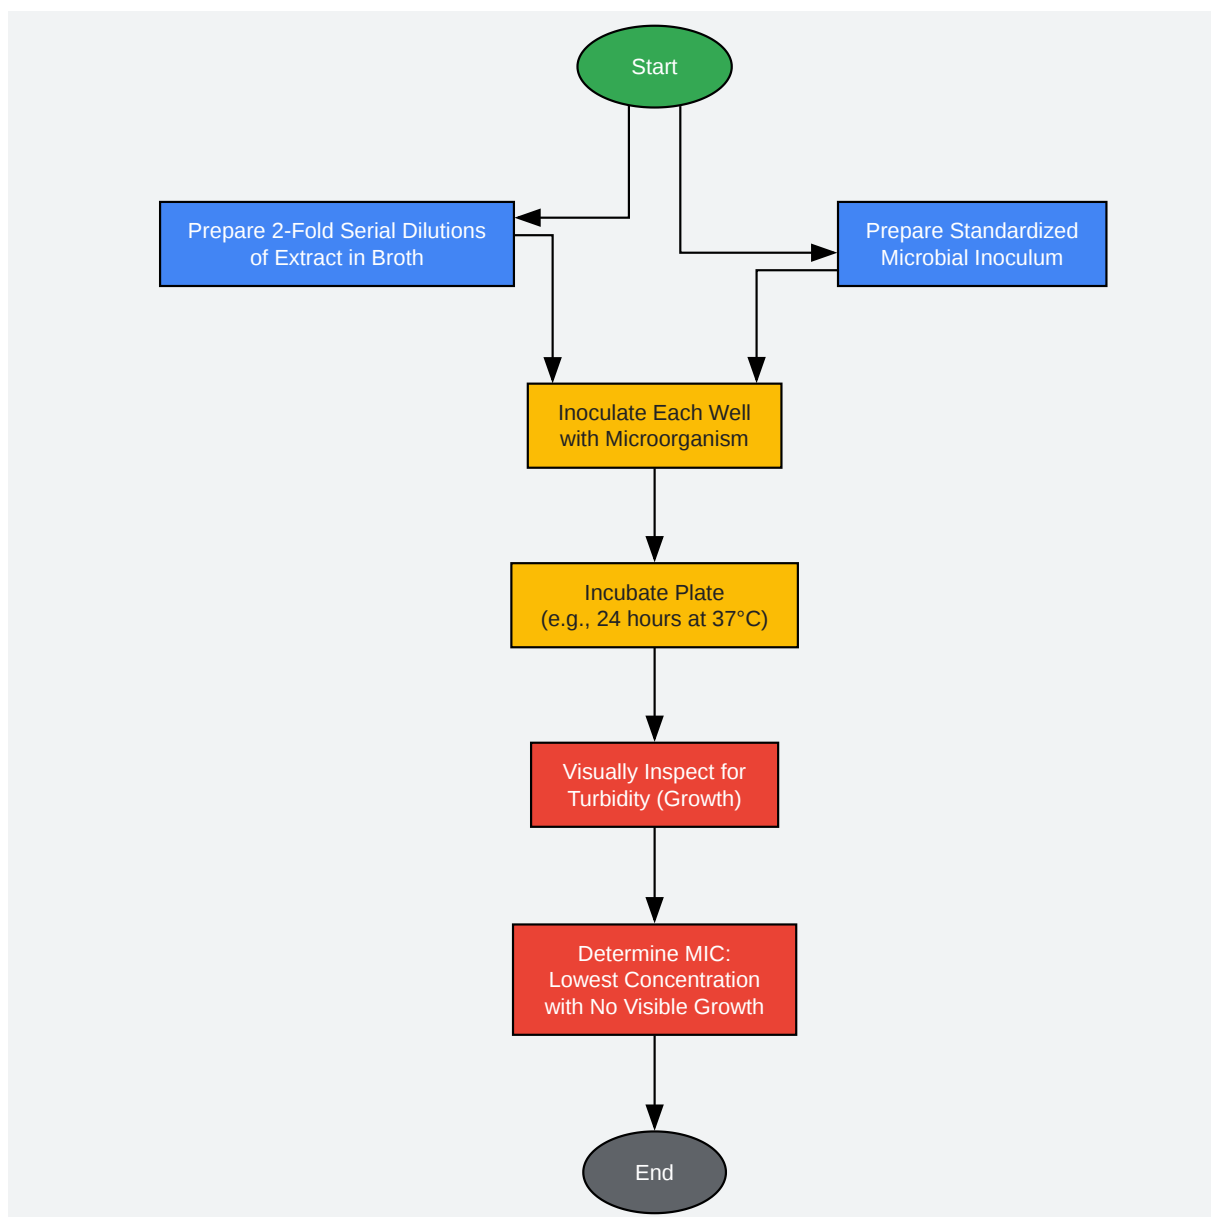 Start
Prepare 2-Fold Serial Dilutions
of Extract in Broth
Prepare Standardized
Microbial Inoculum
Inoculate Each Well
with Microorganism
Incubate Plate
(e.g., 24 hours at 37°C)
Visually Inspect for
Turbidity (Growth)
Determine MIC:
Lowest Concentration
with No Visible Growth
End